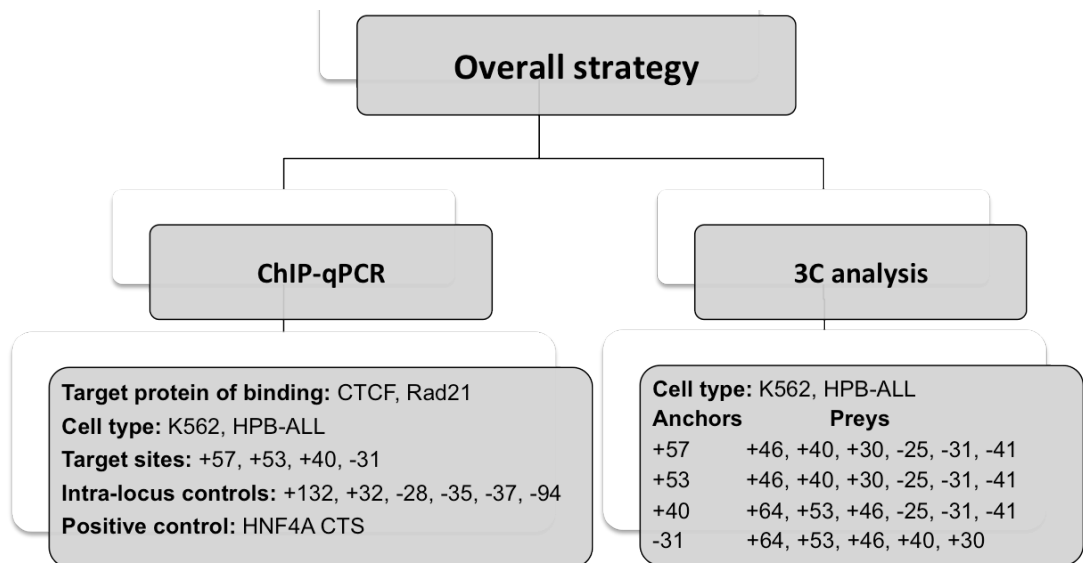 Overall strategy
ChIP-qPCR
Target protein of binding: CTCF, Rad21
Cell type: K562, HPB-ALL
Target sites: +57, +53, +40, -31
Intra-locus controls: +132, +32, -28, -35, -37, -94
Positive control: HNF4A CTS
3C analysis
Cell type: K562, HPB-ALL
Anchors Preys
+57 +46, +40, +30, -25, -31, -41
+53 +46, +40, +30, -25, -31, -41
+40 +64, +53, +46, -25, -31, -41
-31 +64, +53, +46, +40, +30